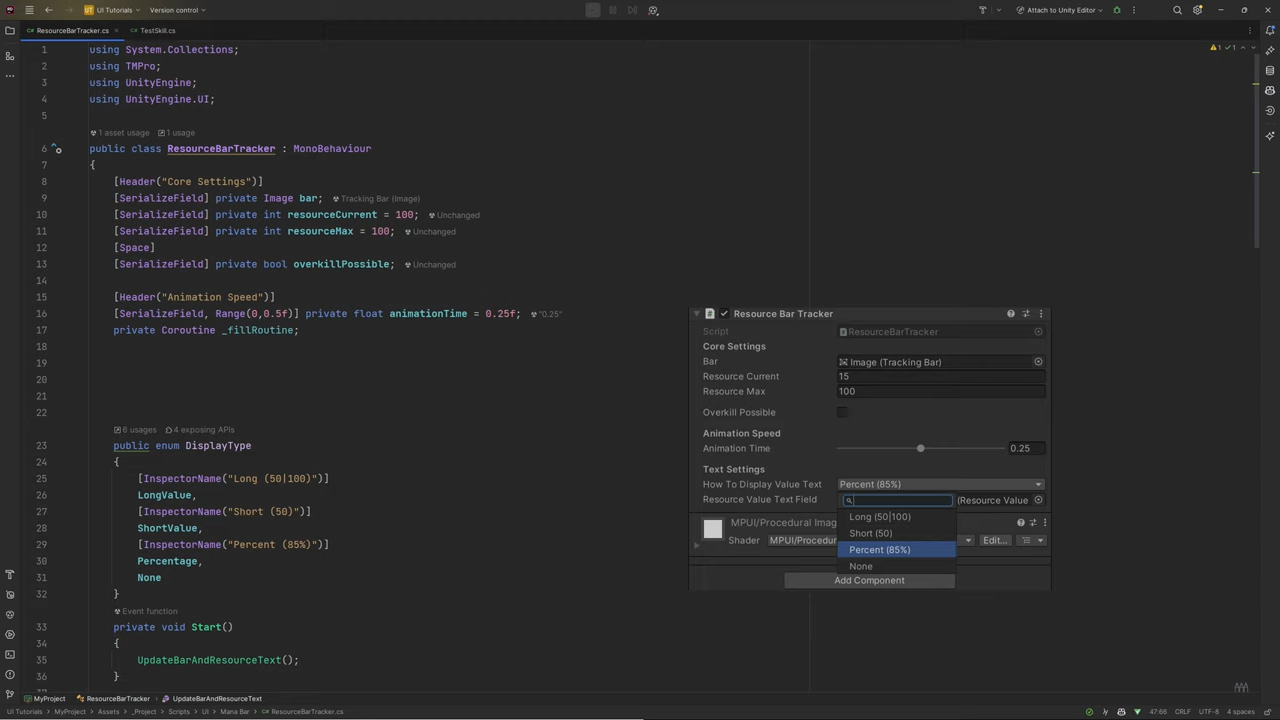 UI UI Tutorials Version control Attach to Unity Editor
ResourceBarTracker.cs TestSkill.cs
1 using System.Collections;
2 using TMPro;
3 using UnityEngine;
4 using UnityEngine.UI;
5
1 asset usage 1 usage
6 public class ResourceBarTracker : MonoBehaviour
7 {
8 [Header("Core Settings")]
9 [SerializeField] private Image bar; Tracking Bar (Image)
10 [SerializeField] private int resourceCurrent = 100; Unchanged
11 [SerializeField] private int resourceMax = 100; Unchanged
12 [Space]
13 [SerializeField] private bool overkillPossible; Unchanged
14
15 [Header("Animation Speed")]
16 [SerializeField, Range(0,0.5f)] private float animationTime = 0.25f; "0.25"
17 private Coroutine _fillRoutine;
18
19
20
21
22
6 usages 4 exposing APIs
23 public enum DisplayType
24 {
25 [InspectorName("Long (50|100)")]
26 LongValue,
27 [InspectorName("Short (50)")]
28 ShortValue,
29 [InspectorName("Percent (85%)")]
30 Percentage,
31 None
32 }
Event function
33 private void Start()
34 {
35 UpdateBarAndResourceText();
36 }
1 1
# Resource Bar Tracker
Script # ResourceBarTracker
Core Settings
Bar Image (Tracking Bar)
Resource Current 15
Resource Max 100
Overkill Possible
Animation Speed
Animation Time 0.25
Text Settings
How To Display Value Text Percent (85%)
Resource Value Text Field (Resource Value
Long (50|100)
Short (50)
Percent (85%)
None
MPUI/Procedural Imag
Shader MPUI/Procedur Edit...
Add Component
MyProject ResourceBarTracker UpdateBarAndResourceText
UI Tutorials MyProject Assets _Project Scripts UI Mana Bar ResourceBarTracker.cs 47:66 CRLF UTF-8 4 spaces